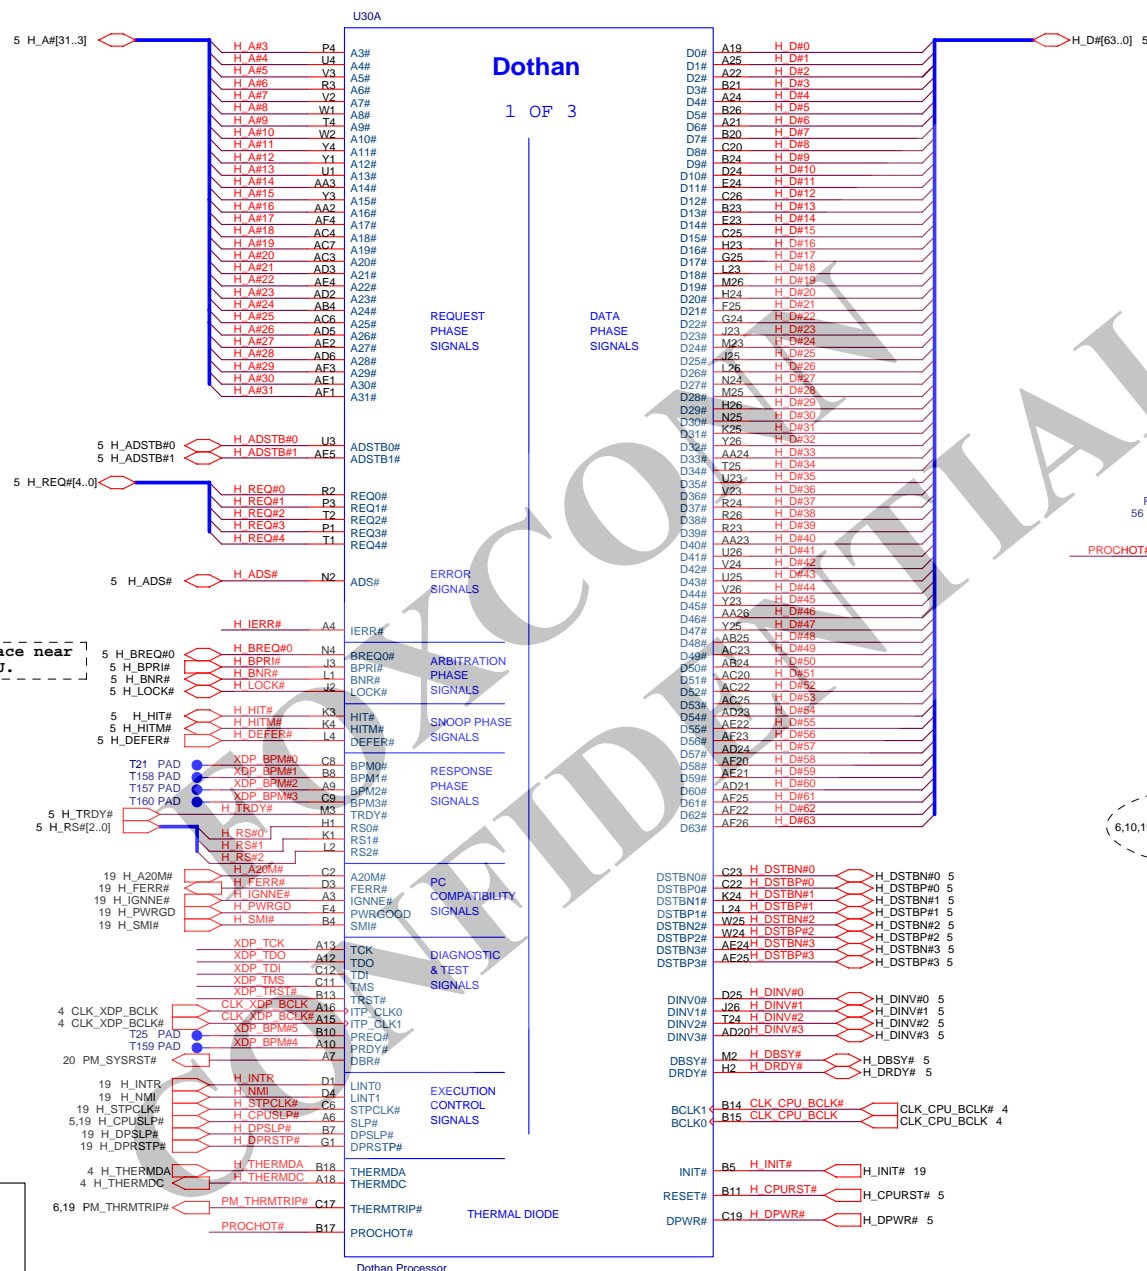 U30A
Dothan
1 OF 3
5 H_A#[31..3]
H_A#3 P4 A3#
H_A#4 U4 A4#
H_A#5 V3 A5#
H_A#6 R3 A6#
H_A#7 V2 A7#
H_A#8 W1 A8#
H_A#9 T4 A9#
H_A#10 W2 A10#
H_A#11 Y4 A11#
H_A#12 Y1 A12#
H_A#13 U1 A13#
H_A#14 AA3 A14#
H_A#15 Y3 A15#
H_A#16 AA2 A16#
H_A#17 AF4 A17#
H_A#18 AC4 A18#
H_A#19 AC7 A19#
H_A#20 AC3 A20#
H_A#21 AD3 A21#
H_A#22 AE4 A22#
H_A#23 AD2 A23#
H_A#24 AB4 A24#
H_A#25 AC6 A25#
H_A#26 AD5 A26#
H_A#27 AE2 A27#
H_A#28 AD6 A28#
H_A#29 AF3 A29#
H_A#30 AE1 A30#
H_A#31 AF1 A31#
REQUEST
PHASE
SIGNALS
5 H_ADSTB#0 H_ADSTB#0 U3 ADSTB0#
5 H_ADSTB#1 H_ADSTB#1 AE5 ADSTB1#
5 H_REQ#[4..0]
H_REQ#0 R2 REQ0#
H_REQ#1 P3 REQ1#
H_REQ#2 T2 REQ2#
H_REQ#3 P1 REQ3#
H_REQ#4 T1 REQ4#
5 H_ADS# H_ADS# N2 ADS#
ERROR
SIGNALS
H_IERR# A4 IERR#
ace near
J.
5 H_BREQ#0 H_BREQ#0 N4 BREQ0#
5 H_BPRI# H_BPRI# J3 BPRI#
5 H_BNR# H_BNR# L1 BNR#
5 H_LOCK# H_LOCK# J2 LOCK#
ARBITRATION
PHASE
SIGNALS
5 H_HIT# H_HIT# K3 HIT#
5 H_HITM# H_HITM# K4 HITM#
5 H_DEFER# H_DEFER# L4 DEFER#
SNOOP PHASE
SIGNALS
T21 PAD XDP_BPM#0 C8 BPM0#
T158 PAD XDP_BPM#1 B8 BPM1#
T157 PAD XDP_BPM#2 A9 BPM2#
T160 PAD XDP_BPM#3 C9 BPM3#
5 H_TRDY# H_TRDY# M3 TRDY#
5 H_RS#[2..0]
H_RS#0 H1 RS0#
H_RS#1 K1 RS1#
H_RS#2 L2 RS2#
RESPONSE
PHASE
SIGNALS
19 H_A20M# H_A20M# C2 A20M#
19 H_FERR# H_FERR# D3 FERR#
19 H_IGNNE# H_IGNNE# A3 IGNNE#
19 H_PWRGD H_PWRGD E4 PWRGOOD
19 H_SMI# H_SMI# B4 SMI#
PC
COMPATIBILITY
SIGNALS
XDP_TCK A13 TCK
XDP_TDO A12 TDO
XDP_TDI C12 TDI
XDP_TMS C11 TMS
XDP_TRST# B13 TRST#
4 CLK_XDP_BCLK CLK_XDP_BCLK A16 ITP_CLK0
4 CLK_XDP_BCLK# CLK_XDP_BCLK# A15 ITP_CLK1
T25 PAD XDP_BPM#5 B10 PREQ#
T159 PAD XDP_BPM#4 A10 PRDY#
20 PM_SYSRST# A7 DBR#
DIAGNOSTIC
& TEST
SIGNALS
19 H_INTR H_INTR D1 LINT0
19 H_NMI H_NMI D4 LINT1
19 H_STPCLK# H_STPCLK# C6 STPCLK#
5,19 H_CPUSLP# H_CPUSLP# A6 SLP#
19 H_DPSLP# H_DPSLP# B7 DPSLP#
19 H_DPRSTP# H_DPRSTP# G1 DPRSTP#
EXECUTION
CONTROL
SIGNALS
4 H_THERMDA H_THERMDA B18 THERMDA
4 H_THERMDC H_THERMDC A18 THERMDC
6,19 PM_THRMTRIP# PM_THRMTRIP# C17 THERMTRIP#
PROCHOT# B17 PROCHOT#
THERMAL DIODE
Dothan Processor
H_D#[63..0] 5
D0# A19 H_D#0
D1# A25 H_D#1
D2# A22 H_D#2
D3# B21 H_D#3
D4# A24 H_D#4
D5# B26 H_D#5
D6# A21 H_D#6
D7# B20 H_D#7
D8# C20 H_D#8
D9# B24 H_D#9
D10# D24 H_D#10
D11# E24 H_D#11
D12# C26 H_D#12
D13# B23 H_D#13
D14# E23 H_D#14
D15# C25 H_D#15
D16# H23 H_D#16
D17# G25 H_D#17
D18# L23 H_D#18
D19# M26 H_D#19
D20# H24 H_D#20
D21# F25 H_D#21
D22# G24 H_D#22
D23# J23 H_D#23
D24# M23 H_D#24
D25# J25 H_D#25
D26# L26 H_D#26
D27# N24 H_D#27
D28# M25 H_D#28
D29# H26 H_D#29
D30# N25 H_D#30
D31# K25 H_D#31
D32# Y26 H_D#32
D33# AA24 H_D#33
D34# T25 H_D#34
D35# U23 H_D#35
D36# V23 H_D#36
D37# R24 H_D#37
D38# R26 H_D#38
D39# R23 H_D#39
D40# AA23 H_D#40
D41# U26 H_D#41
D42# V24 H_D#42
D43# U25 H_D#43
D44# V26 H_D#44
D45# Y23 H_D#45
D46# AA26 H_D#46
D47# Y25 H_D#47
D48# AB25 H_D#48
D49# AC23 H_D#49
D50# AB24 H_D#50
D51# AC20 H_D#51
D52# AC22 H_D#52
D53# AC25 H_D#53
D54# AD23 H_D#54
D55# AE22 H_D#55
D56# AF23 H_D#56
D57# AD24 H_D#57
D58# AF20 H_D#58
D59# AE21 H_D#59
D60# AD21 H_D#60
D61# AF25 H_D#61
D62# AF22 H_D#62
D63# AF26 H_D#63
DATA
PHASE
SIGNALS
DSTBN0# C23 H_DSTBN#0 H_DSTBN#0 5
DSTBP0# C22 H_DSTBP#0 H_DSTBP#0 5
DSTBN1# K24 H_DSTBN#1 H_DSTBN#1 5
DSTBP1# L24 H_DSTBP#1 H_DSTBP#1 5
DSTBN2# W25 H_DSTBN#2 H_DSTBN#2 5
DSTBP2# W24 H_DSTBP#2 H_DSTBP#2 5
DSTBN3# AE24 H_DSTBN#3 H_DSTBN#3 5
DSTBP3# AE25 H_DSTBP#3 H_DSTBP#3 5
DINV0# D25 H_DINV#0 H_DINV#0 5
DINV1# J26 H_DINV#1 H_DINV#1 5
DINV2# T24 H_DINV#2 H_DINV#2 5
DINV3# AD20 H_DINV#3 H_DINV#3 5
DBSY# M2 H_DBSY# H_DBSY# 5
DRDY# H2 H_DRDY# H_DRDY# 5
BCLK1 B14 CLK_CPU_BCLK# CLK_CPU_BCLK# 4
BCLK0 B15 CLK_CPU_BCLK CLK_CPU_BCLK 4
INIT# B5 H_INIT# H_INIT# 19
RESET# B11 H_CPURST# H_CPURST# 5
DPWR# C19 H_DPWR# H_DPWR# 5
56
PROCHOT#
6,10,19
FOXCONN
CONFIDENTIAL